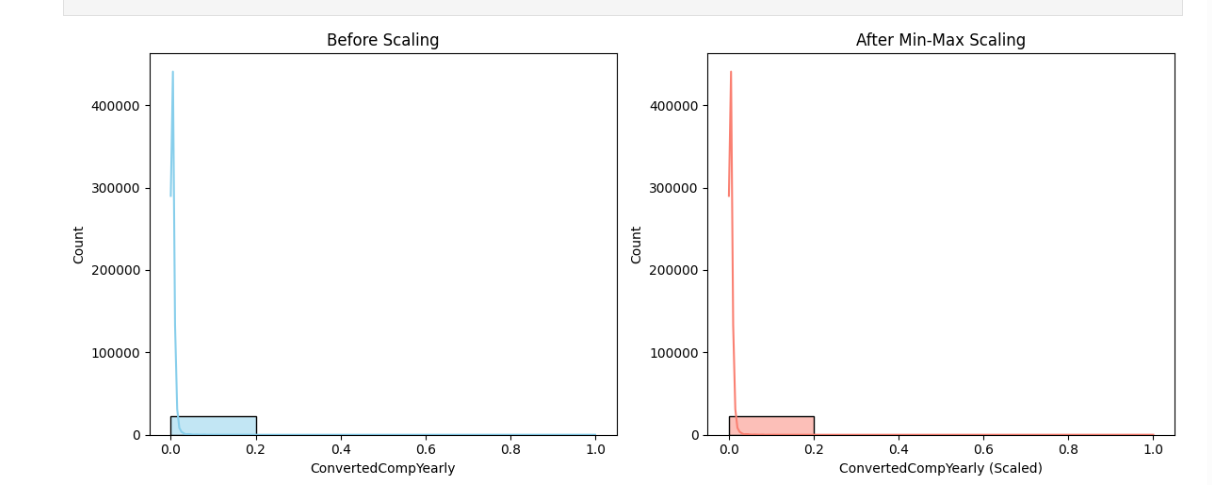 Before Scaling
400000
300000
200000
100000
0
Count
0.0 0.2 0.4 0.6 0.8 1.0
ConvertedCompYearly
After Min-Max Scaling
400000
300000
200000
100000
0
Count
0.0 0.2 0.4 0.6 0.8 1.0
ConvertedCompYearly (Scaled)